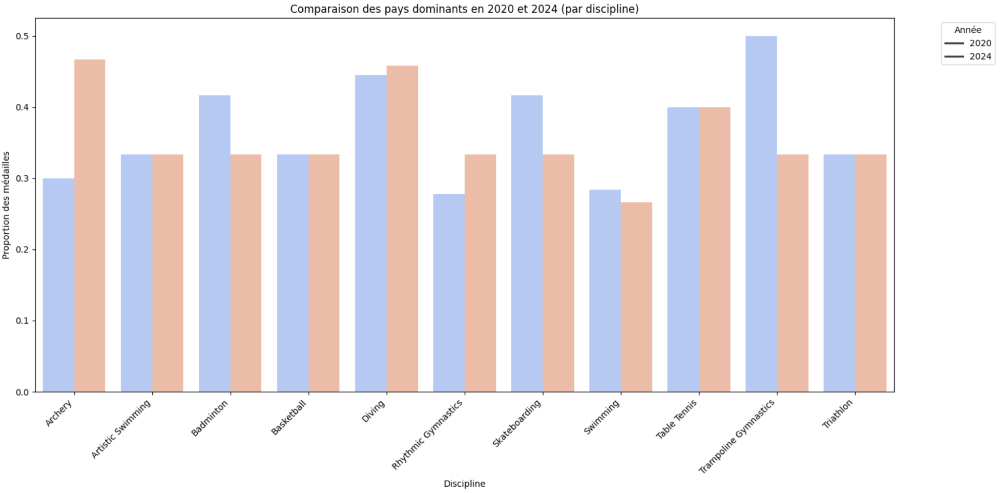 Comparaison des pays dominants en 2020 et 2024 (par discipline)
Année
2020
2024
Proportion des médailles
0.5
0.4
0.3
0.2
0.1
0.0
Archery
Artistic Swimming
Badminton
Basketball
Diving
Rhythmic Gymnastics
Skateboarding
Swimming
Table Tennis
Trampoline Gymnastics
Triathlon
Discipline